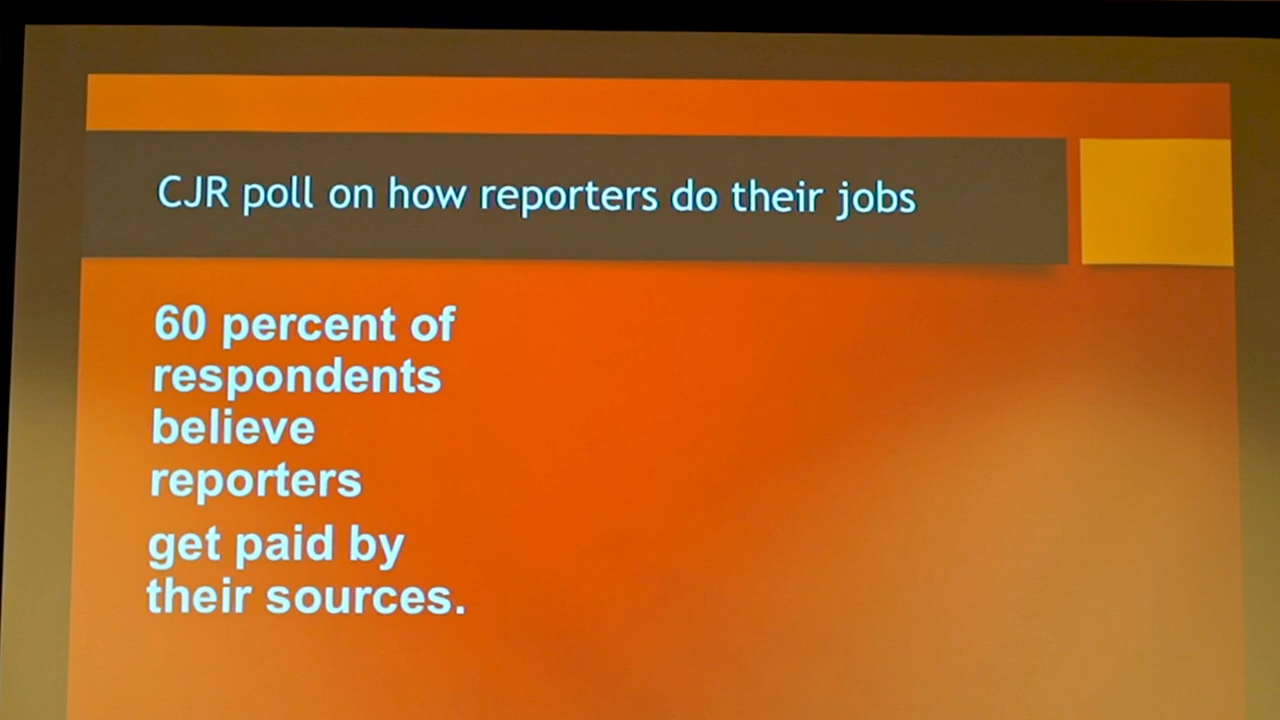 CJR poll on how reporters do their jobs
60 percent of
respondents
believe
reporters
get paid by
their sources.